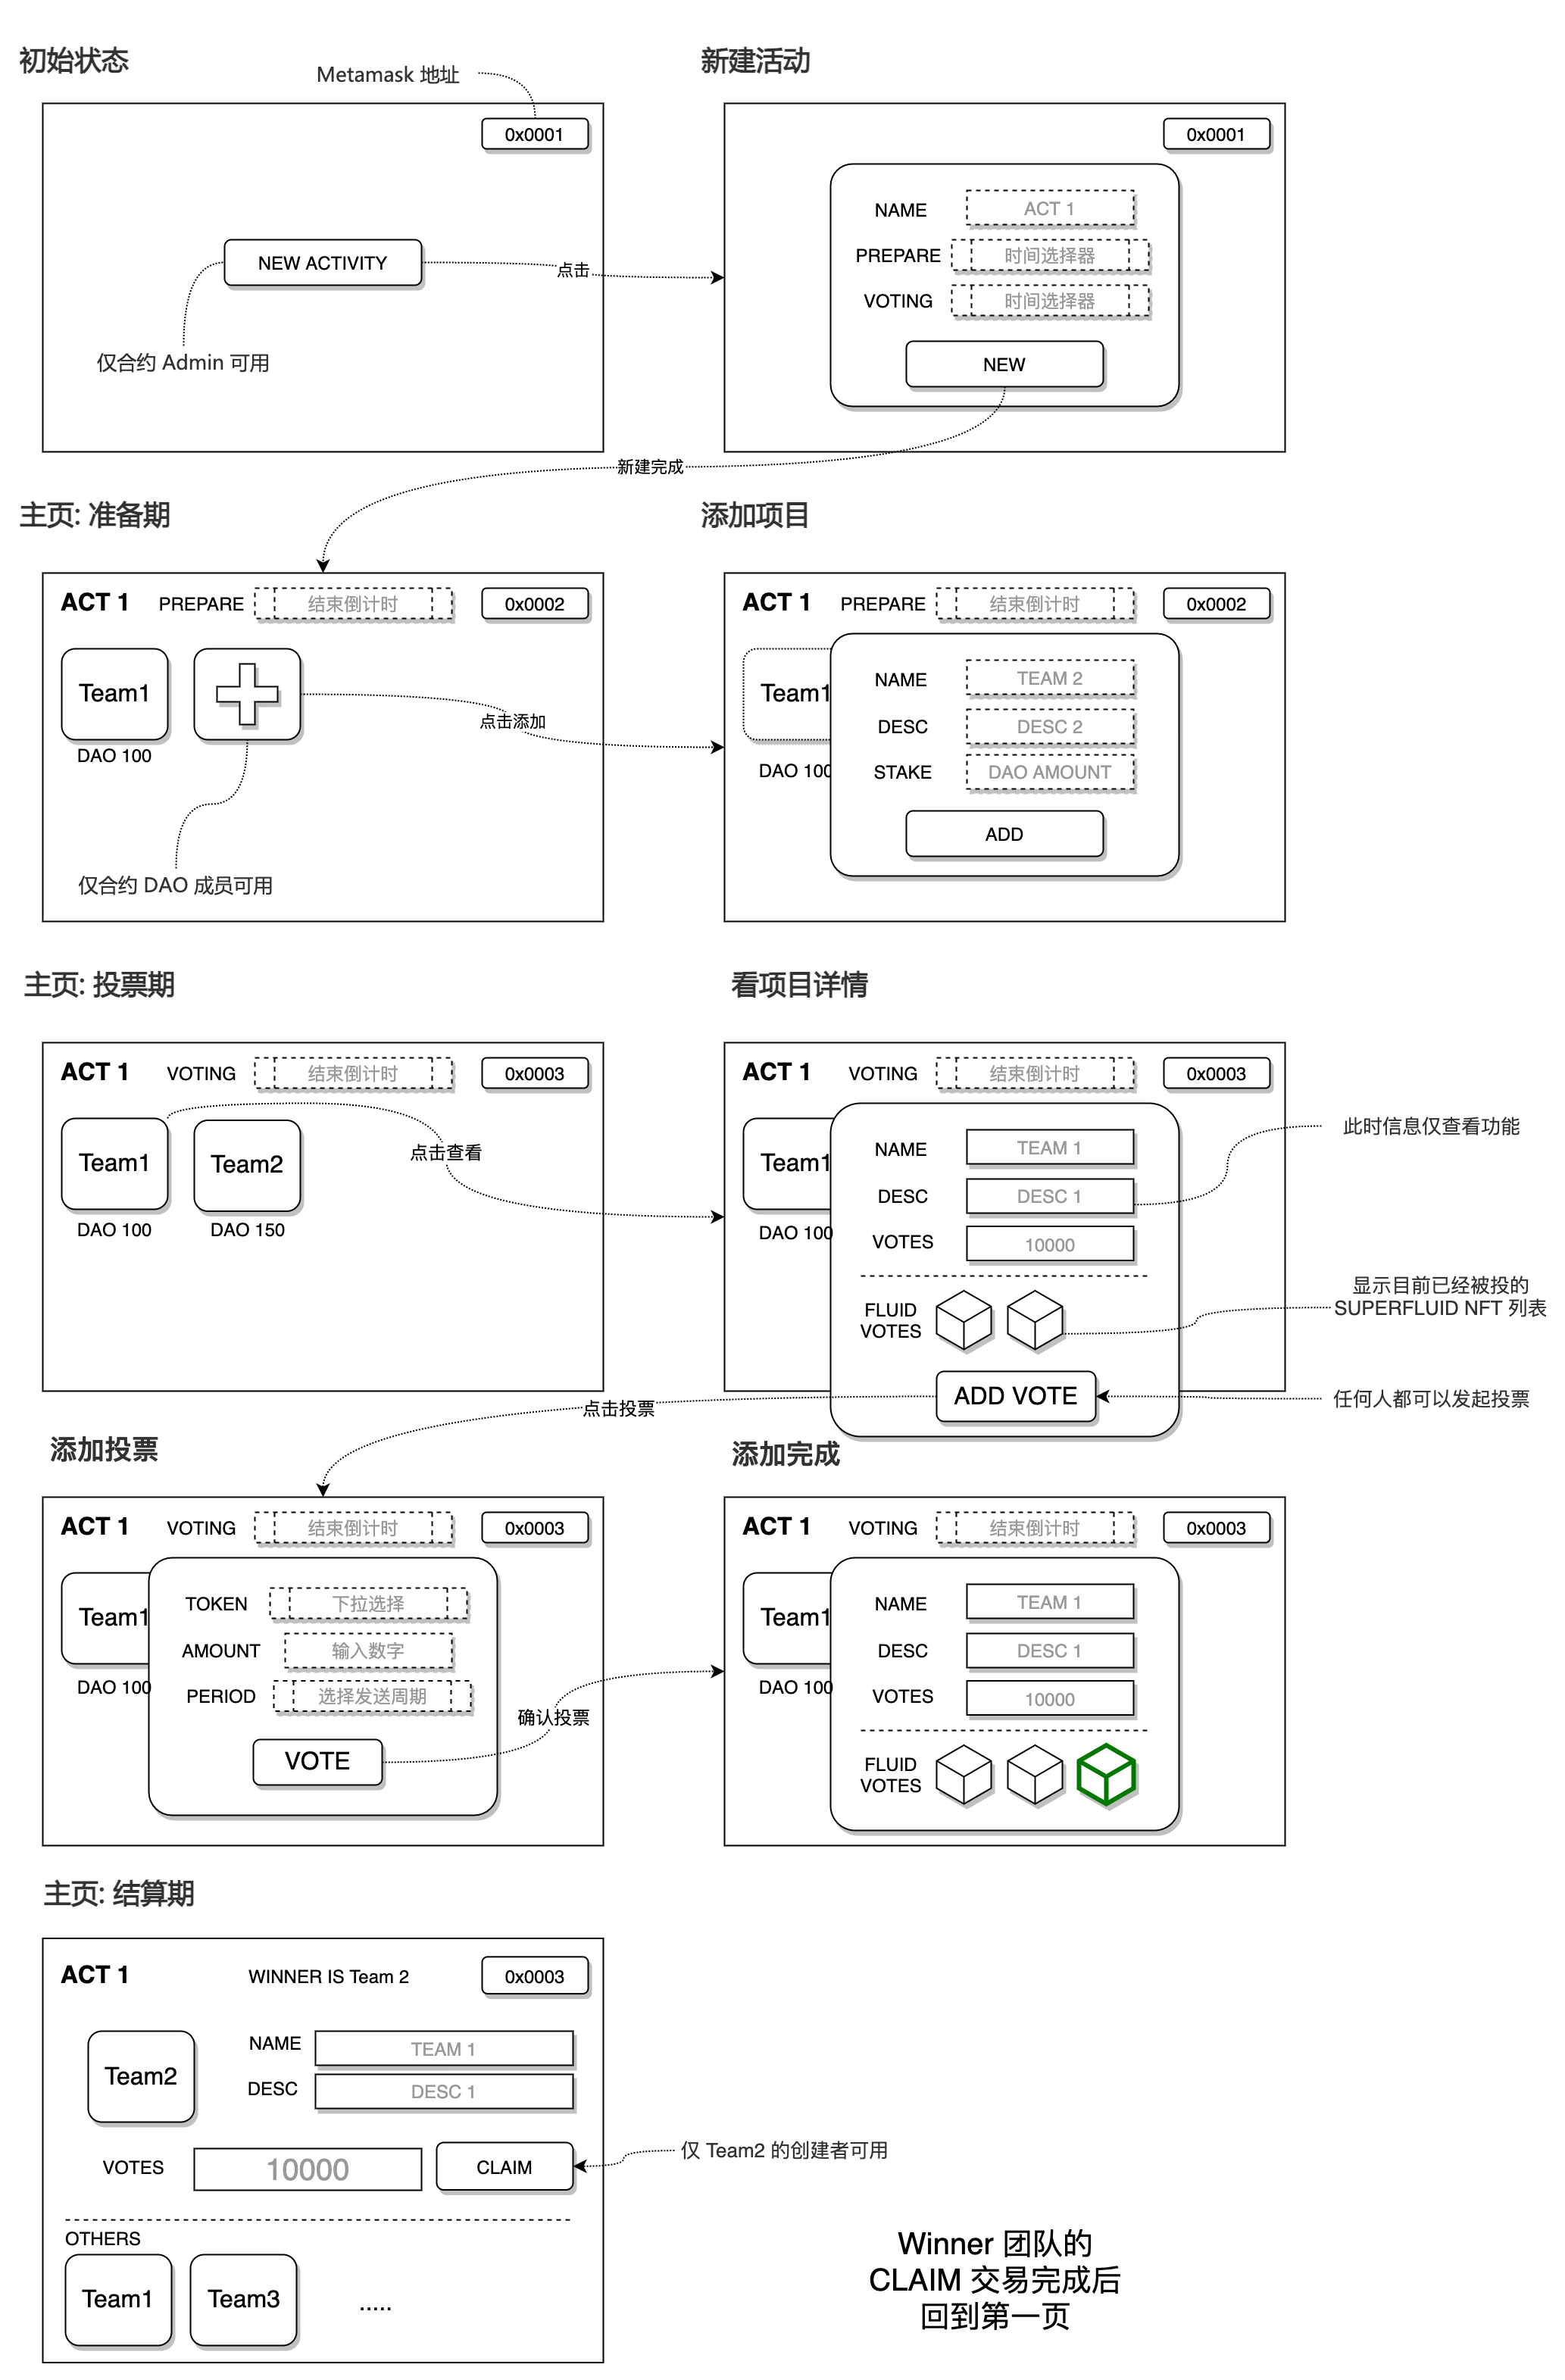 初始状态
Metamask 地址
0x0001
NEW ACTIVITY
点击
仅合约 Admin 可用
新建活动
0x0001
NAME
ACT 1
PREPARE
时间选择器
VOTING
时间选择器
NEW
新建完成
主页: 准备期
ACT 1
PREPARE
结束倒计时
0x0002
Team1
DAO 100
点击添加
仅合约 DAO 成员可用
添加项目
ACT 1
PREPARE
结束倒计时
0x0002
Team1
DAO 100
NAME
TEAM 2
DESC
DESC 2
STAKE
DAO AMOUNT
ADD
主页: 投票期
ACT 1
VOTING
结束倒计时
0x0003
Team1
Team2
DAO 100
DAO 150
点击查看
看项目详情
ACT 1
VOTING
结束倒计时
0x0003
Team1
DAO 100
NAME
TEAM 1
DESC
DESC 1
VOTES
10000
FLUID
VOTES
ADD VOTE
此时信息仅查看功能
显示目前已经被投的
SUPERFLUID NFT 列表
任何人都可以发起投票
点击投票
添加投票
ACT 1
VOTING
结束倒计时
0x0003
Team1
DAO 100
TOKEN
下拉选择
AMOUNT
输入数字
PERIOD
选择发送周期
VOTE
确认投票
添加完成
ACT 1
VOTING
结束倒计时
0x0003
Team1
DAO 100
NAME
TEAM 1
DESC
DESC 1
VOTES
10000
FLUID
VOTES
主页: 结算期
ACT 1
WINNER IS Team 2
0x0003
Team2
NAME
TEAM 1
DESC
DESC 1
VOTES
10000
CLAIM
仅 Team2 的创建者可用
OTHERS
Team1
Team3
.....
Winner 团队的
CLAIM 交易完成后
回到第一页